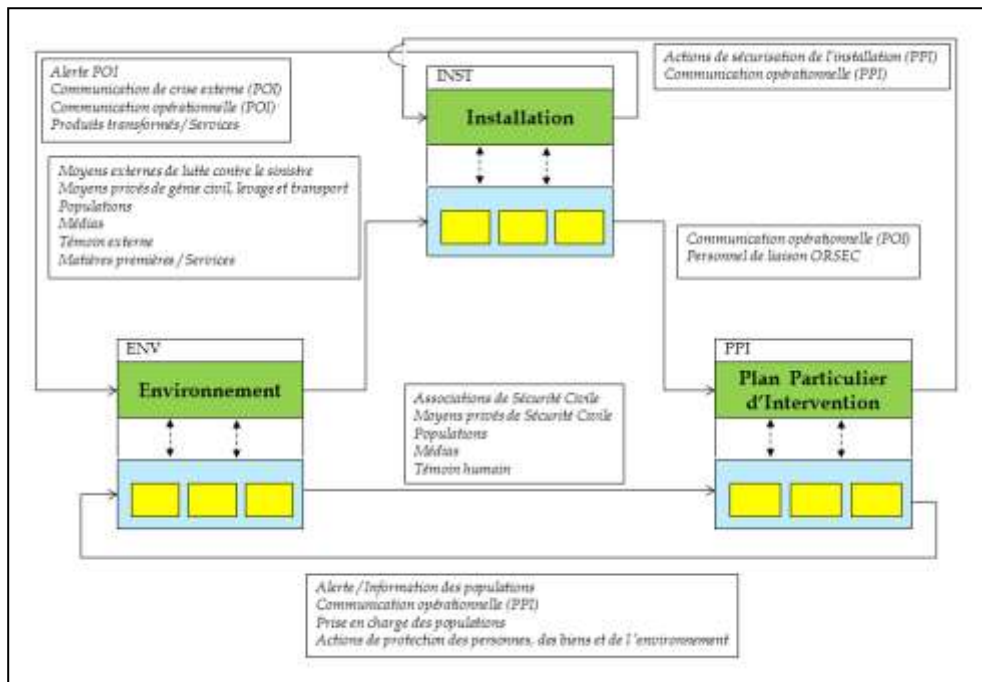 Alerte POI
Communication de crise externe (POI)
Communication opérationnelle (POI)
Produits transformés/Services
INST
Installation
Actions de sécurisation de l'installation (PPI)
Communication opérationnelle (PPI)
Moyens externes de lutte contre le sinistre
Moyens privés de génie civil, levage et transport
Populations
Médias
Témoin externe
Matières premières / Services
Communication opérationnelle (POI)
Personnel de liaison ORSEC
ENV
Environnement
Associations de Sécurité Civile
Moyens privés de Sécurité Civile
Populations
Médias
Témoin humain
PPI
Plan Particulier
d'Intervention
Alerte/Information des populations
Communication opérationnelle (PPI)
Prise en charge des populations
Actions de protection des personnes, des biens et de l'environnement